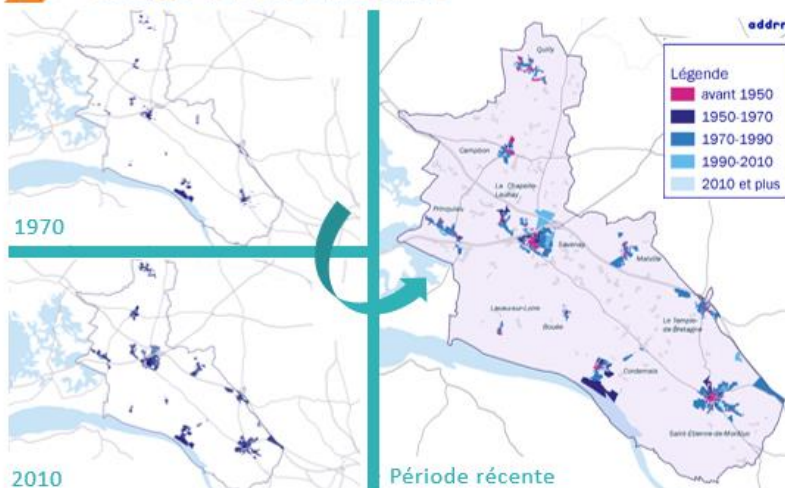 addrn
Légende
avant 1950
1950-1970
1970-1990
1990-2010
2010 et plus
Quilly
Campbon
La Chapelle-
Launay
Prinquiau
Savenay
Malville
Lavau-sur-Loire
Bouée
Le Temple-
de-Bretagne
Cordemais
Saint-Etienne-de-Montluc
1970
2010
Période récente